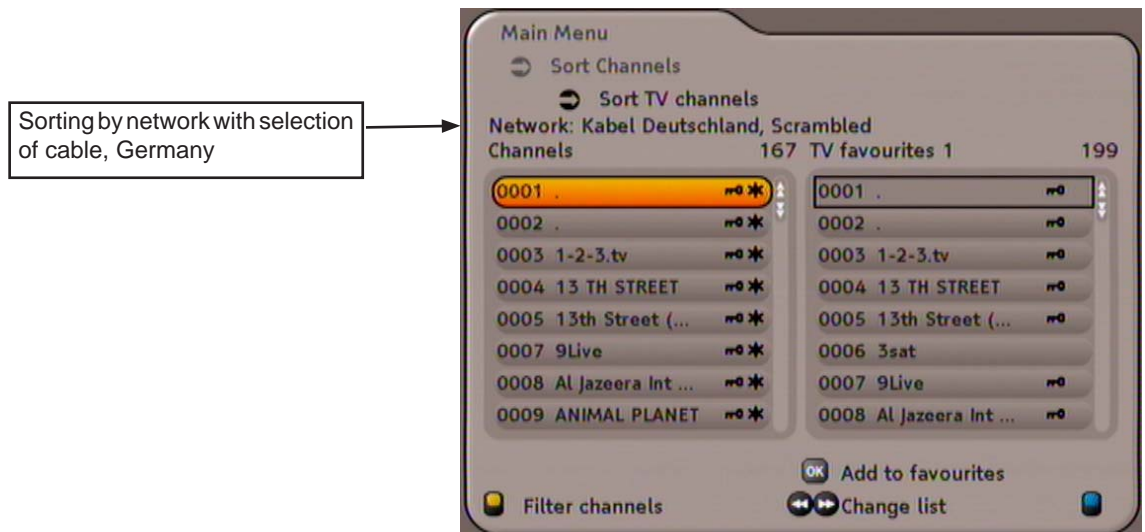 Sorting by network with selection
of cable, Germany
Main Menu
Sort Channels
Sort TV channels
Network: Kabel Deutschland, Scrambled
Channels 167 TV favourites 1 199
0001 . 0001 .
0002 . 0002 .
0003 1-2-3.tv 0003 1-2-3.tv
0004 13 TH STREET 0004 13 TH STREET
0005 13th Street (... 0005 13th Street (...
0007 9Live 0006 3sat
0008 Al Jazeera Int ... 0007 9Live
0009 ANIMAL PLANET 0008 Al Jazeera Int ...
OK Add to favourites
Filter channels Change list